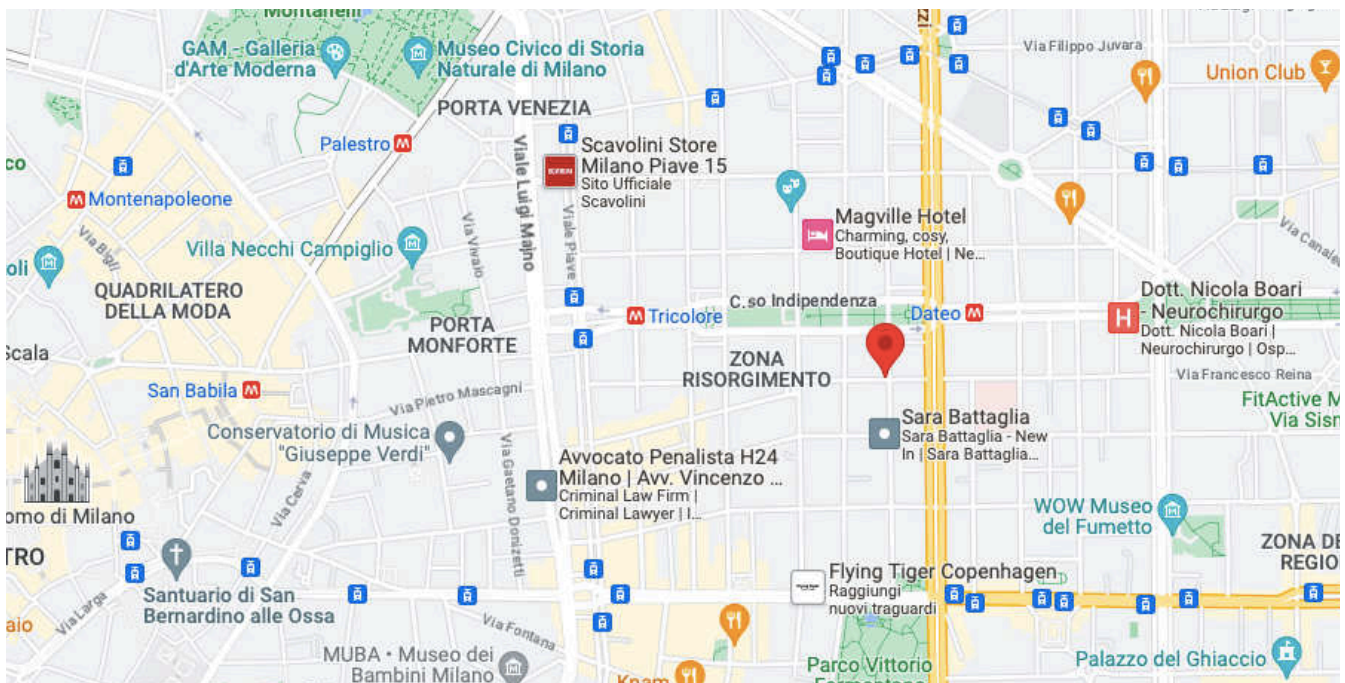 Montanelli
GAM - Galleria
d'Arte Moderna
Museo Civico di Storia
Naturale di Milano
Via Filippo Juvara
Union Club
PORTA VENEZIA
Palestro
Viale Luigi Majno
Scavolini Store
Milano Piave 15
Sito Ufficiale
Scavolini
co
Montenapoleone
Magville Hotel
Charming, cosy,
Boutique Hotel | Ne...
Via Vivaio
Viale Piave
Via Bigli
Villa Necchi Campiglio
oli
QUADRILATERO
DELLA MODA
C.so Indipendenza
Dott. Nicola Boari
- Neurochirurgo
Dott. Nicola Boari |
Neurochirurgo | Osp...
H
Tricolore
Dateo
PORTA
MONFORTE
Scala
ZONA
RISORGIMENTO
Via Francesco Reina
San Babila
Via Pietro Mascagni
FitActive M
Via Sism
Conservatorio di Musica
"Giuseppe Verdi"
Sara Battaglia
Sara Battaglia - New
In | Sara Battaglia...
Avvocato Penalista H24
Milano | Avv. Vincenzo ...
Criminal Law Firm |
Criminal Lawyer | I...
Via Gaetano Donizetti
Via Cerva
omo di Milano
WOW Museo
del Fumetto
TRO
ZONA DE
REGIO
Flying Tiger Copenhagen
Raggiungi
nuovi traguardi
Santuario di San
Bernardino alle Ossa
Via Larga
aio
Via Fontana
MUBA • Museo dei
Bambini Milano
Knam
Parco Vittorio
Formentano
Palazzo del Ghiaccio